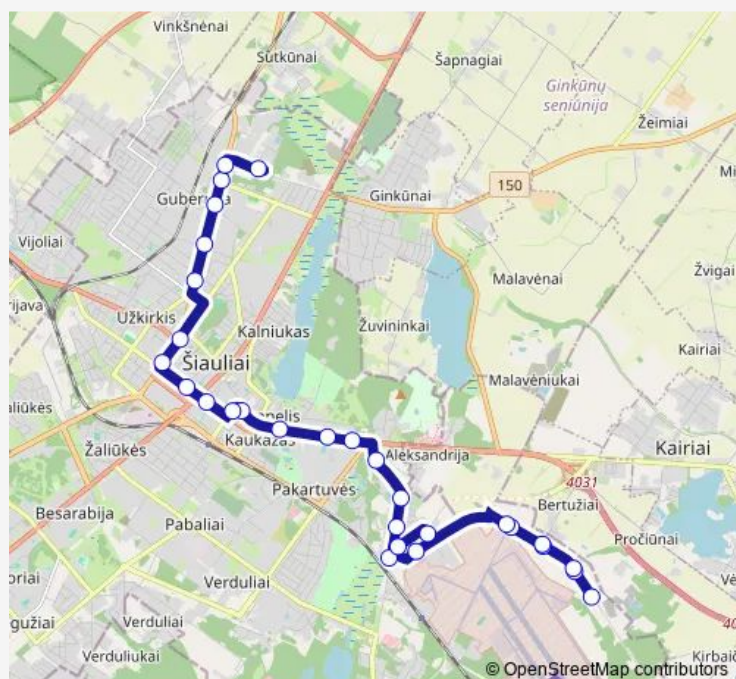 Vinkšnėnai
Sutkūnai
Šapnagiai
Ginkūnų
seniūnija
Žeimiai
150
Ginkūnai
Vijoliai
Malavėnai
Žvigai
Užkirkis
Kalniukas
Žuvininkai
Kairiai
Šiauliai
Malavėniukai
Kaukazas
Žaliūkės
Aleksandrija
Kairiai
4031
Pakartuvės
Besarabija
Bertužiai
Pabaliai
Pročiūnai
Verduliai
Verduliai
Verduliukai
© OpenStreetMap contributors